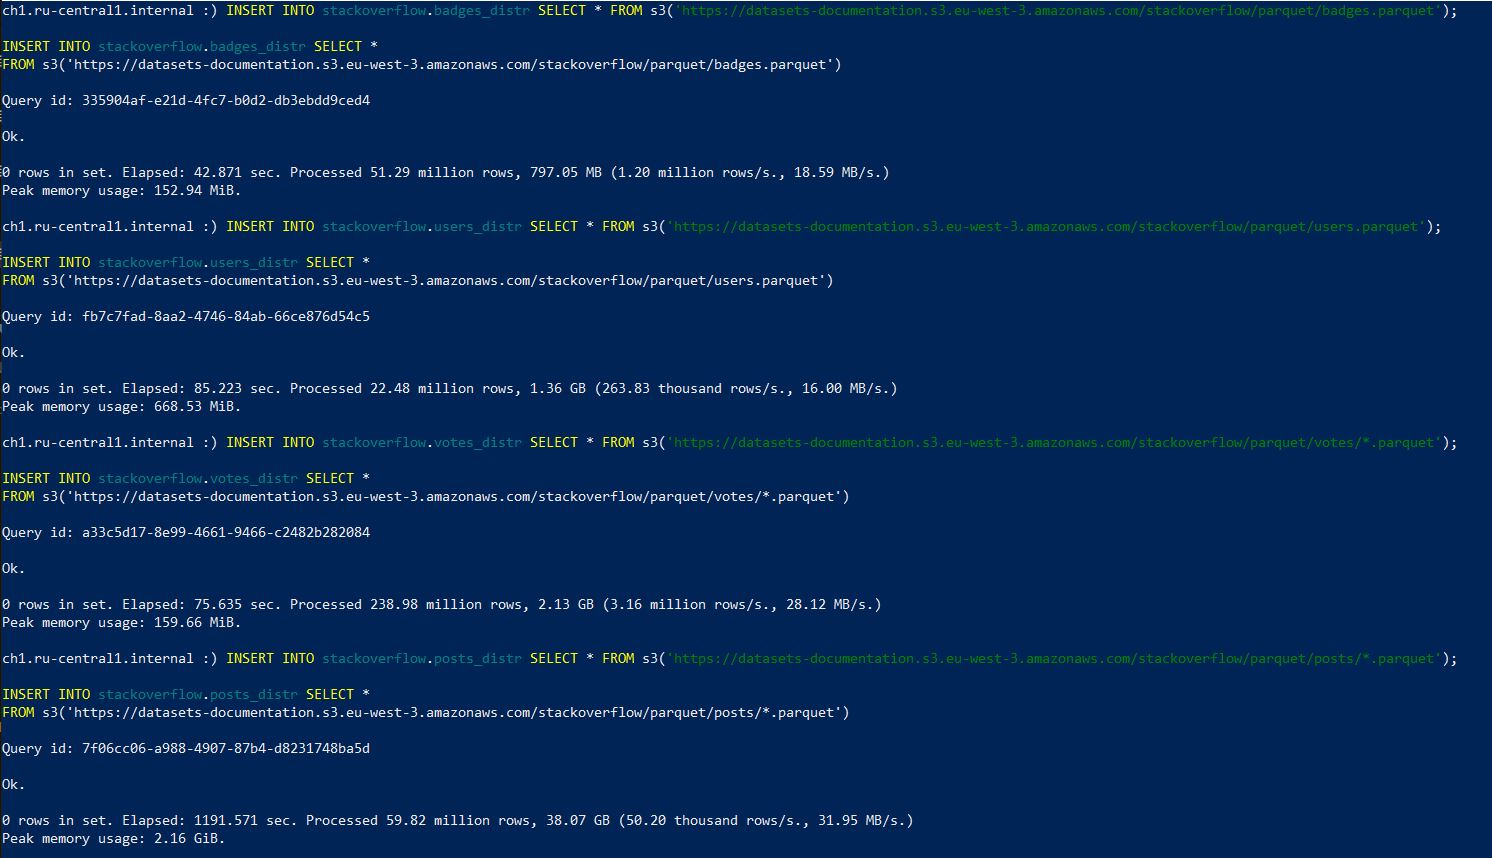 ch1.ru-central1.internal :) INSERT INTO stackoverflow.badges_distr SELECT * FROM s3('https://datasets-documentation.s3.eu-west-3.amazonaws.com/stackoverflow/parquet/badges.parquet');
INSERT INTO stackoverflow.badges_distr SELECT *
FROM s3('https://datasets-documentation.s3.eu-west-3.amazonaws.com/stackoverflow/parquet/badges.parquet')
Query id: 335904af-e21d-4fc7-b0d2-db3ebdd9ced4
Ok.
0 rows in set. Elapsed: 42.871 sec. Processed 51.29 million rows, 797.05 MB (1.20 million rows/s., 18.59 MB/s.)
Peak memory usage: 152.94 MiB.
ch1.ru-central1.internal :) INSERT INTO stackoverflow.users_distr SELECT * FROM s3('https://datasets-documentation.s3.eu-west-3.amazonaws.com/stackoverflow/parquet/users.parquet');
INSERT INTO stackoverflow.users_distr SELECT *
FROM s3('https://datasets-documentation.s3.eu-west-3.amazonaws.com/stackoverflow/parquet/users.parquet')
Query id: fb7c7fad-8aa2-4746-84ab-66ce876d54c5
Ok.
0 rows in set. Elapsed: 85.223 sec. Processed 22.48 million rows, 1.36 GB (263.83 thousand rows/s., 16.00 MB/s.)
Peak memory usage: 668.53 MiB.
ch1.ru-central1.internal :) INSERT INTO stackoverflow.votes_distr SELECT * FROM s3('https://datasets-documentation.s3.eu-west-3.amazonaws.com/stackoverflow/parquet/votes/*.parquet');
INSERT INTO stackoverflow.votes_distr SELECT *
FROM s3('https://datasets-documentation.s3.eu-west-3.amazonaws.com/stackoverflow/parquet/votes/*.parquet')
Query id: a33c5d17-8e99-4661-9466-c2482b282084
Ok.
0 rows in set. Elapsed: 75.635 sec. Processed 238.98 million rows, 2.13 GB (3.16 million rows/s., 28.12 MB/s.)
Peak memory usage: 159.66 MiB.
ch1.ru-central1.internal :) INSERT INTO stackoverflow.posts_distr SELECT * FROM s3('https://datasets-documentation.s3.eu-west-3.amazonaws.com/stackoverflow/parquet/posts/*.parquet');
INSERT INTO stackoverflow.posts_distr SELECT *
FROM s3('https://datasets-documentation.s3.eu-west-3.amazonaws.com/stackoverflow/parquet/posts/*.parquet')
Query id: 7f06cc06-a988-4907-87b4-d8231748ba5d
Ok.
0 rows in set. Elapsed: 1191.571 sec. Processed 59.82 million rows, 38.07 GB (50.20 thousand rows/s., 31.95 MB/s.)
Peak memory usage: 2.16 GiB.